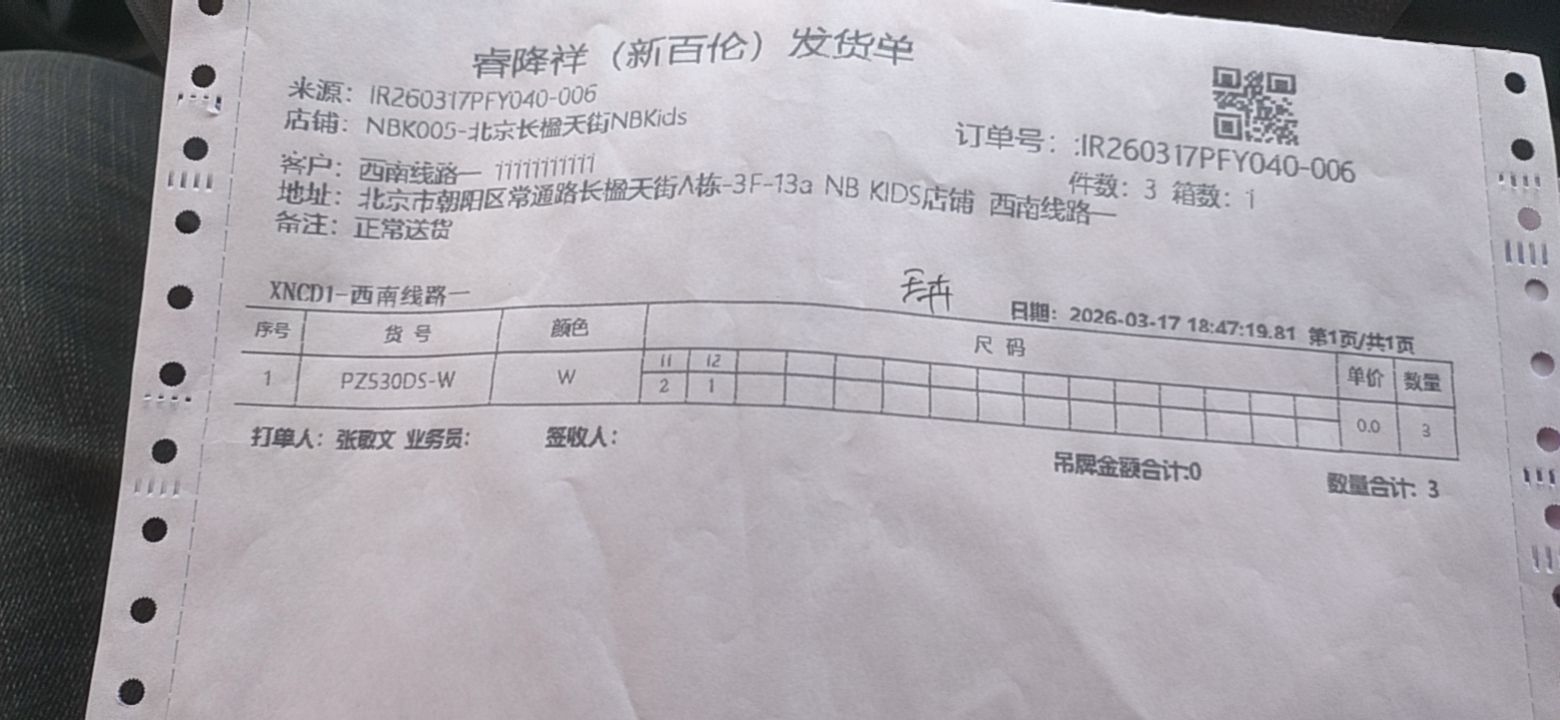 睿降祥（新百伦）发货单
来源：IR260317PFY040-006
店铺：NBK005-北京长楹天街NBKids
订单号：:IR260317PFY040-006
客户：西南线路一 11111111111
件数：3 箱数：1
地址：北京市朝阳区常通路长楹天街A栋-3F-13a NB KIDS店铺 西南线路一
备注：正常送货
XNCD1-西南线路一
日期：2026-03-17 18:47:19.81 第1页/共1页
序号 货号 颜色 尺码 单价 数量
11 12
1 PZ530DS-W W 2 1 0.0 3
打单人：张敏文 业务员： 签收人：
吊牌金额合计:0 数量合计：3